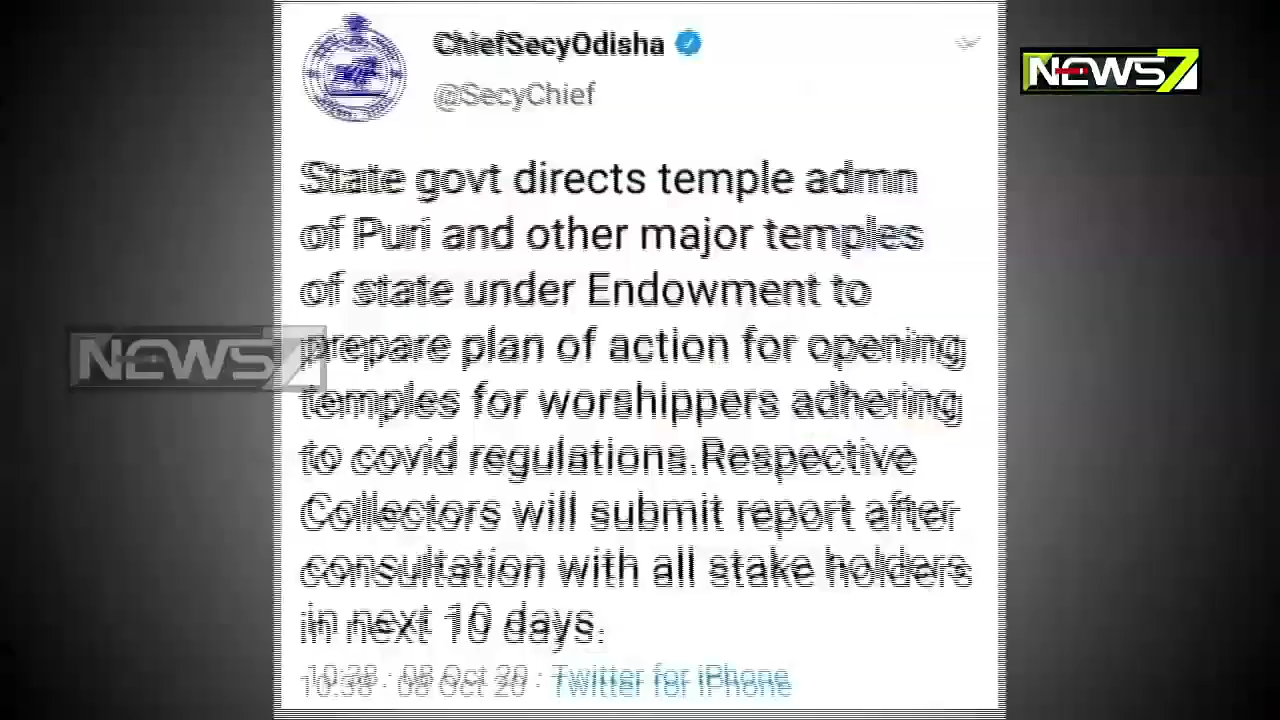 ChiefSecyOdisha
@SecyChief
NEWS7
State govt directs temple admn
of Puri and other major temples
of state under Endowment to
prepare plan of action for opening
temples for worshippers adhering
to covid regulations.Respective
Collectors will submit report after
consultation with all stake holders
in next 10 days.
10:38 · 08 Oct 20 · Twitter for iPhone
NEWS7